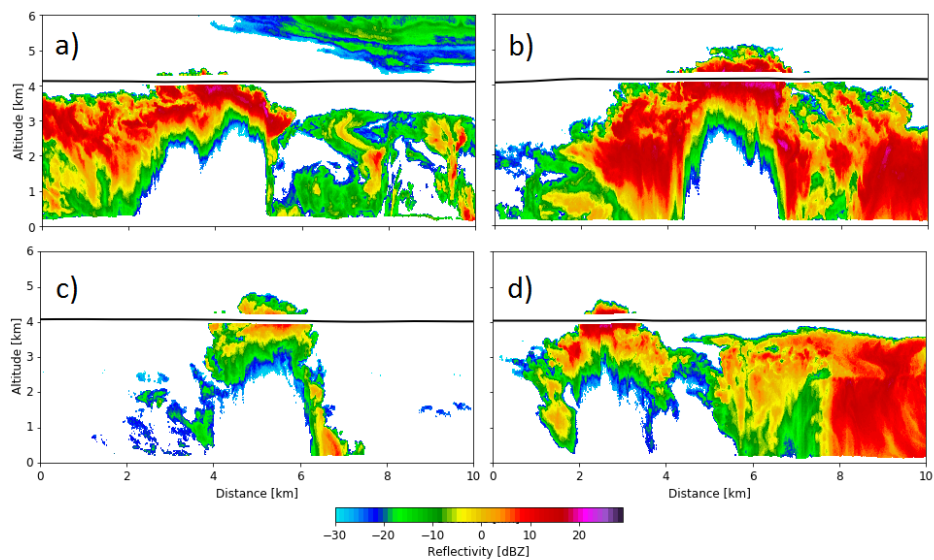 a)
b)
Altitude [km]
6
5
4
3
2
1
0
c)
d)
Altitude [km]
6
5
4
3
2
1
0
0 2 4 6 8 10
0 2 4 6 8 10
Distance [km]
Distance [km]
−30 −20 −10 0 10 20
Reflectivity [dBZ]